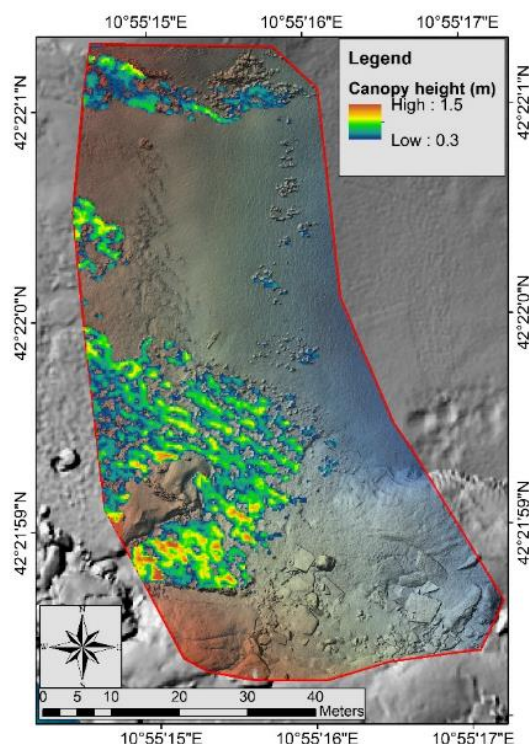 10°55'15" 10°55'16" 10°55'17"
Legend
Canopy height (m)
High : 1.5
Low : 0.3
42°22'1"N
42°22'1"N
42°22'0"N
42°22'0"N
42°21'59"N
42°21'59"N
N
0 5 10 20 30 40
Meters
10°55'15" 10°55'16" 10°55'17"